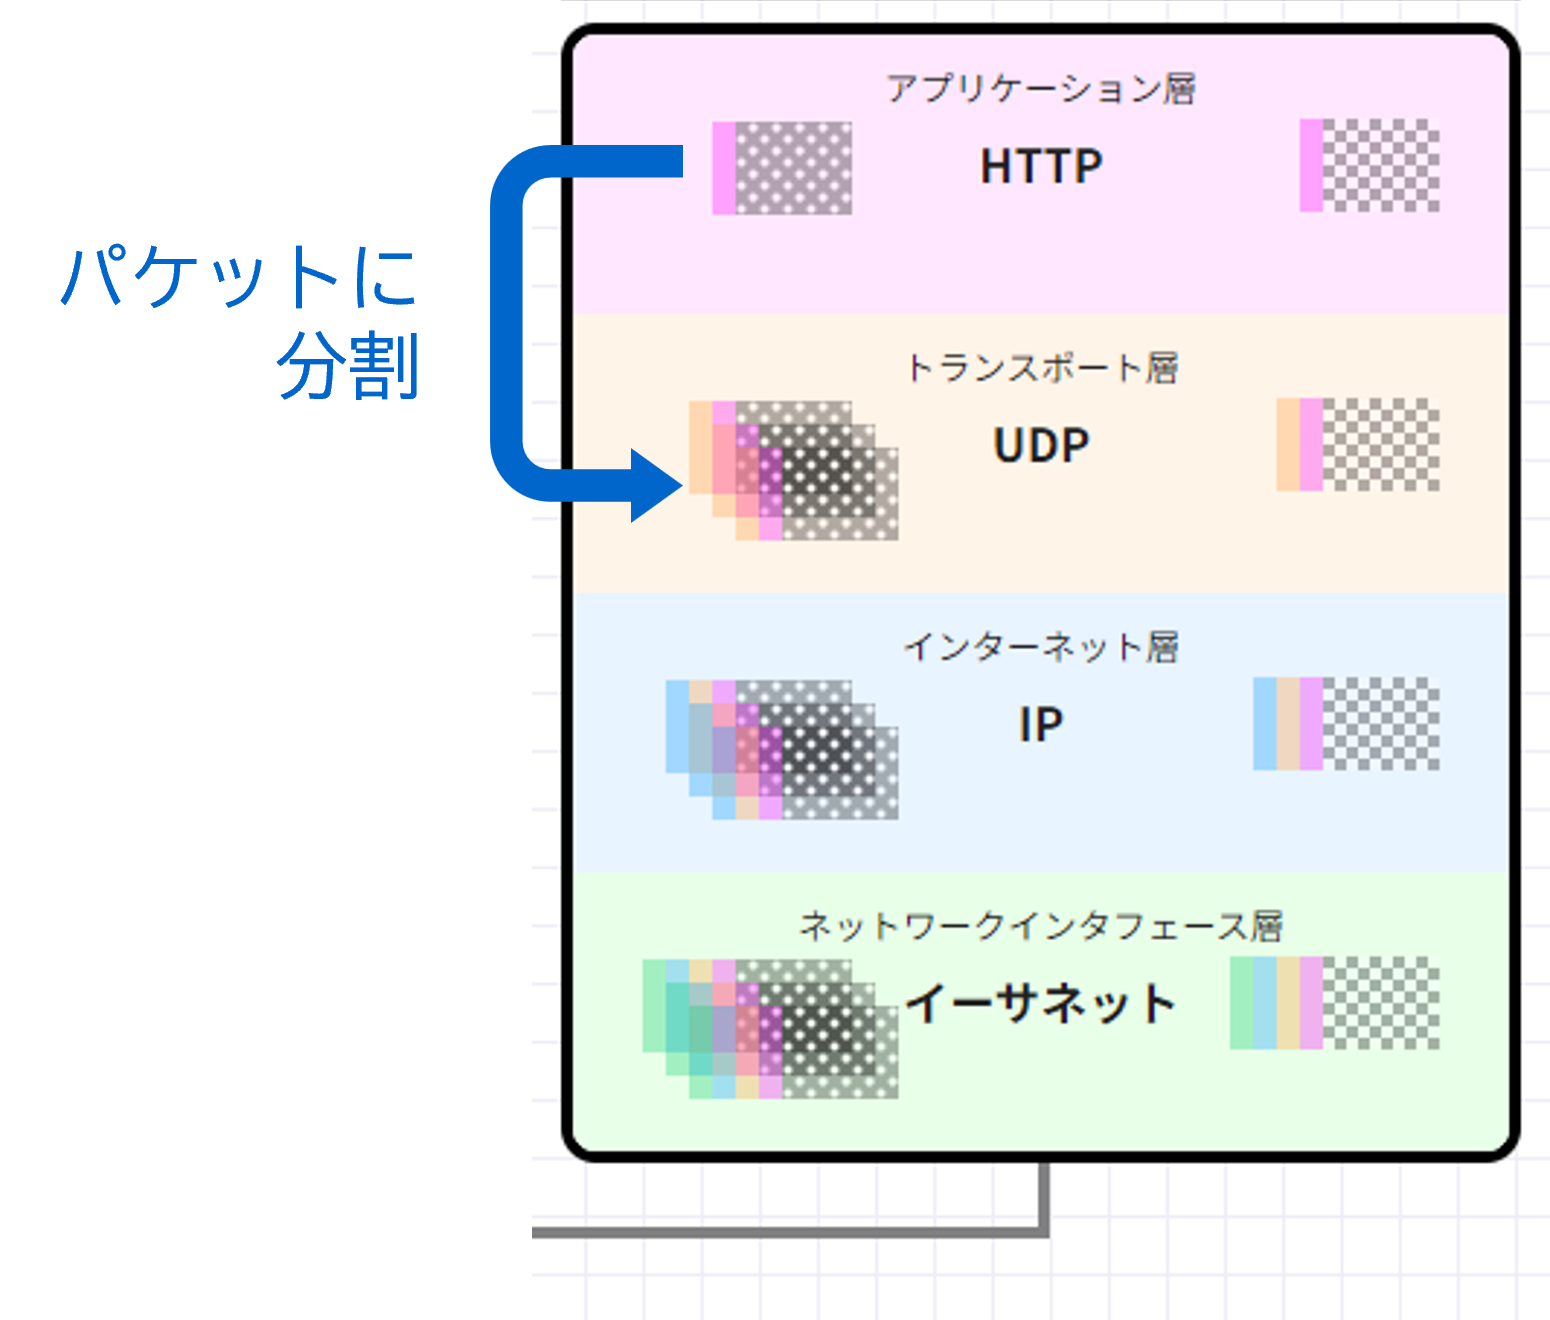 パケットに
分割
アプリケーション層
HTTP
トランスポート層
UDP
インターネット層
IP
ネットワークインタフェース層
イーサネット